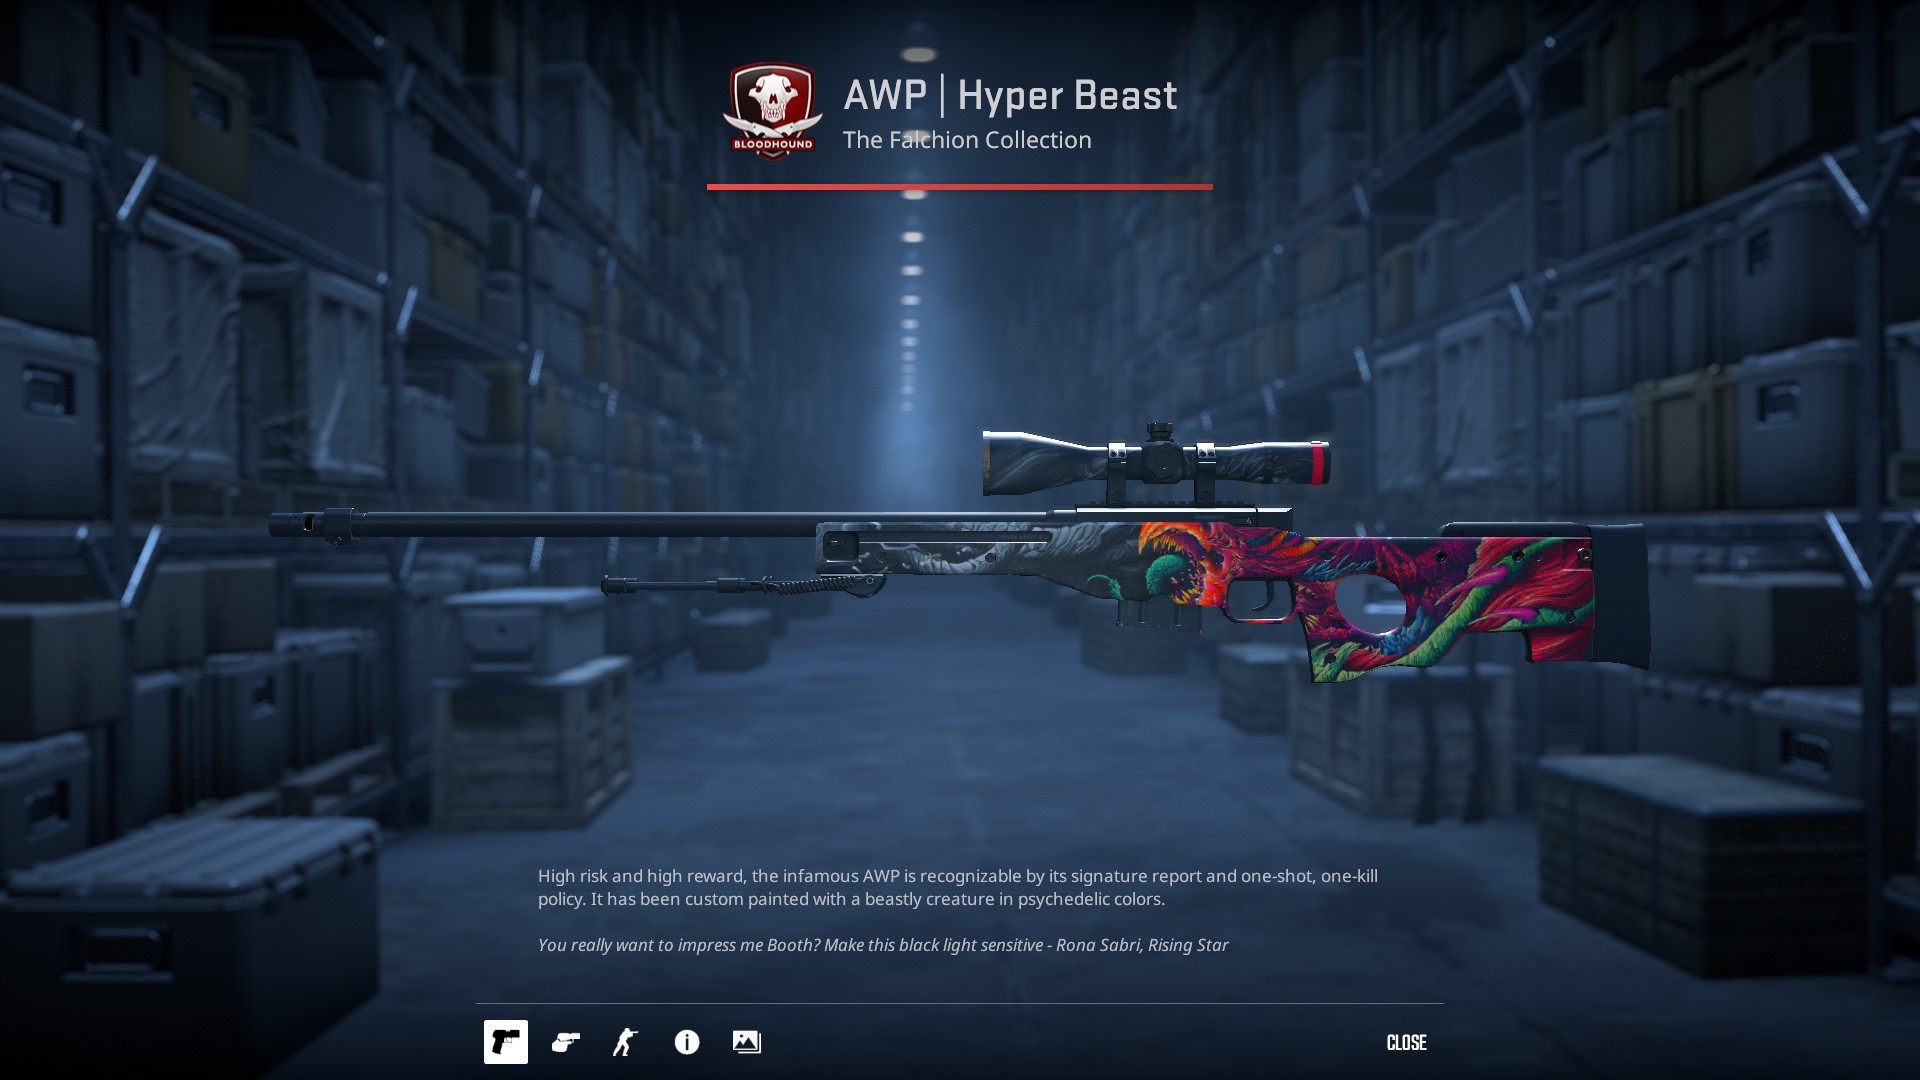 BLOODHOUND
AWP | Hyper Beast
The Falchion Collection
High risk and high reward, the infamous AWP is recognizable by its signature report and one-shot, one-kill
policy. It has been custom painted with a beastly creature in psychedelic colors.
You really want to impress me Booth? Make this black light sensitive - Rona Sabri, Rising Star
CLOSE